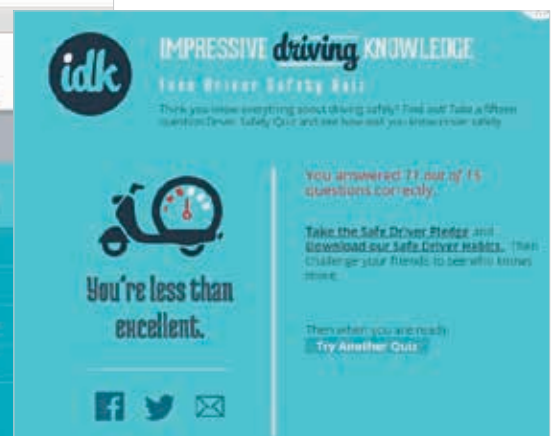 idk
IMPRESSIVE driving KNOWLEDGE
Teen Driver Safety Quiz
Think you know everything about driving safely? Find out! Take a fifteen
question Driver Safety Quiz and see how well you know driver safety.
You're less than
excellent.
You answered 11 out of 15
questions correctly.
Take the Safe Driver Pledge and
Download our Safe Driver Habits. Then
challenge your friends to see who knows
more.
Then when you are ready
Try Another Quiz